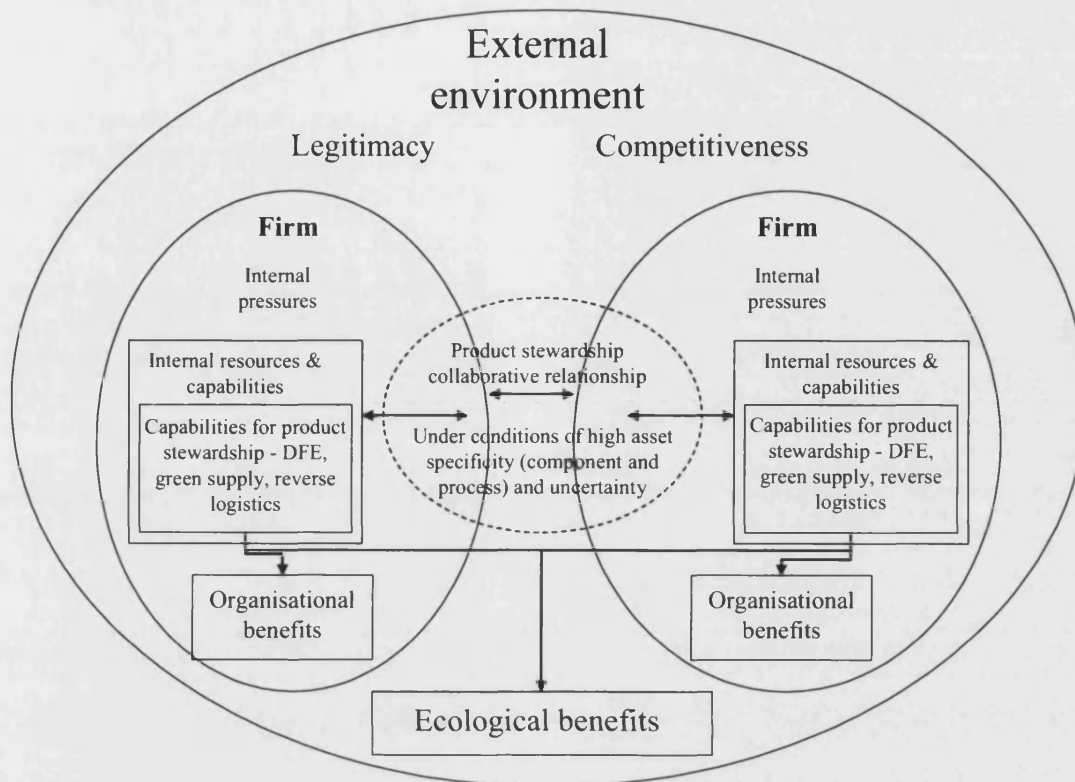 External
environment
Legitimacy
Competitiveness
Firm
Internal
pressures
Internal resources &
capabilities
Capabilities for product
stewardship - DFE,
green supply, reverse
logistics
Organisational
benefits
Product stewardship
collaborative relationship
Under conditions of high asset
specificity (component and
process) and uncertainty
Firm
Internal
pressures
Internal resources &
capabilities
Capabilities for product
stewardship - DFE,
green supply, reverse
logistics
Organisational
benefits
Ecological benefits